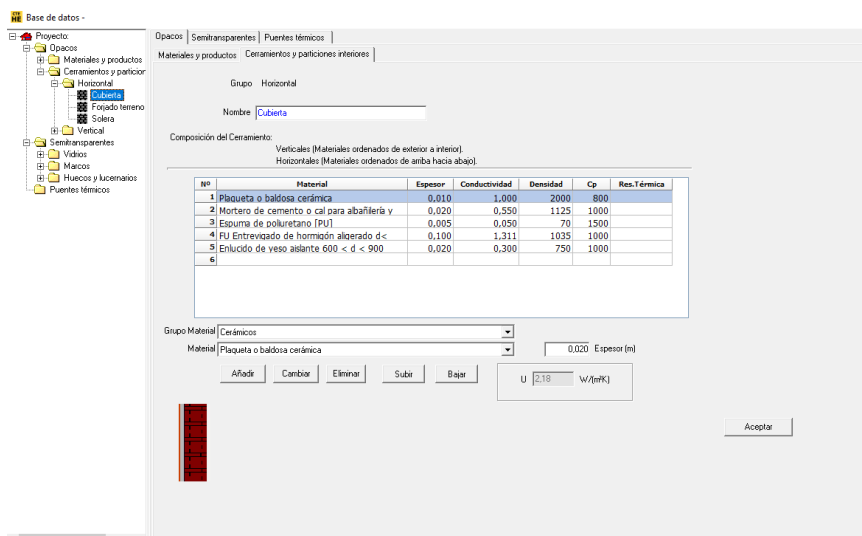 CTE HE Base de datos -
Proyecto:
Opacos
Materiales y productos
Cerramientos y particior
Horizontal
Cubierta
Forjado terreno
Solera
Vertical
Semitransparentes
Vidrios
Marcos
Huecos y lucernarios
Puentes térmicos
Opacos Semitransparentes Puentes térmicos
Materiales y productos Cerramientos y particiones interiores
Grupo Horizontal
Nombre Cubierta
Composición del Cerramiento:
Verticales (Materiales ordenados de exterior a interior).
Horizontales (Materiales ordenados de arriba hacia abajo).
Nº Material Espesor Conductividad Densidad Cp Res.Térmica
1 Plaqueta o baldosa cerámica 0,010 1,000 2000 800
2 Mortero de cemento o cal para albañilería y 0,020 0,550 1125 1000
3 Espuma de poliuretano [PU] 0,005 0,050 70 1500
4 FU Entrevigado de hormigón aligerado d< 0,100 1,311 1035 1000
5 Enlucido de yeso aislante 600 < d < 900 0,020 0,300 750 1000
6
Grupo Material Cerámicos
Material Plaqueta o baldosa cerámica 0,020 Espesor (m)
Añadir Cambiar Eliminar Subir Bajar U 2,18 W/(m²K)
Aceptar